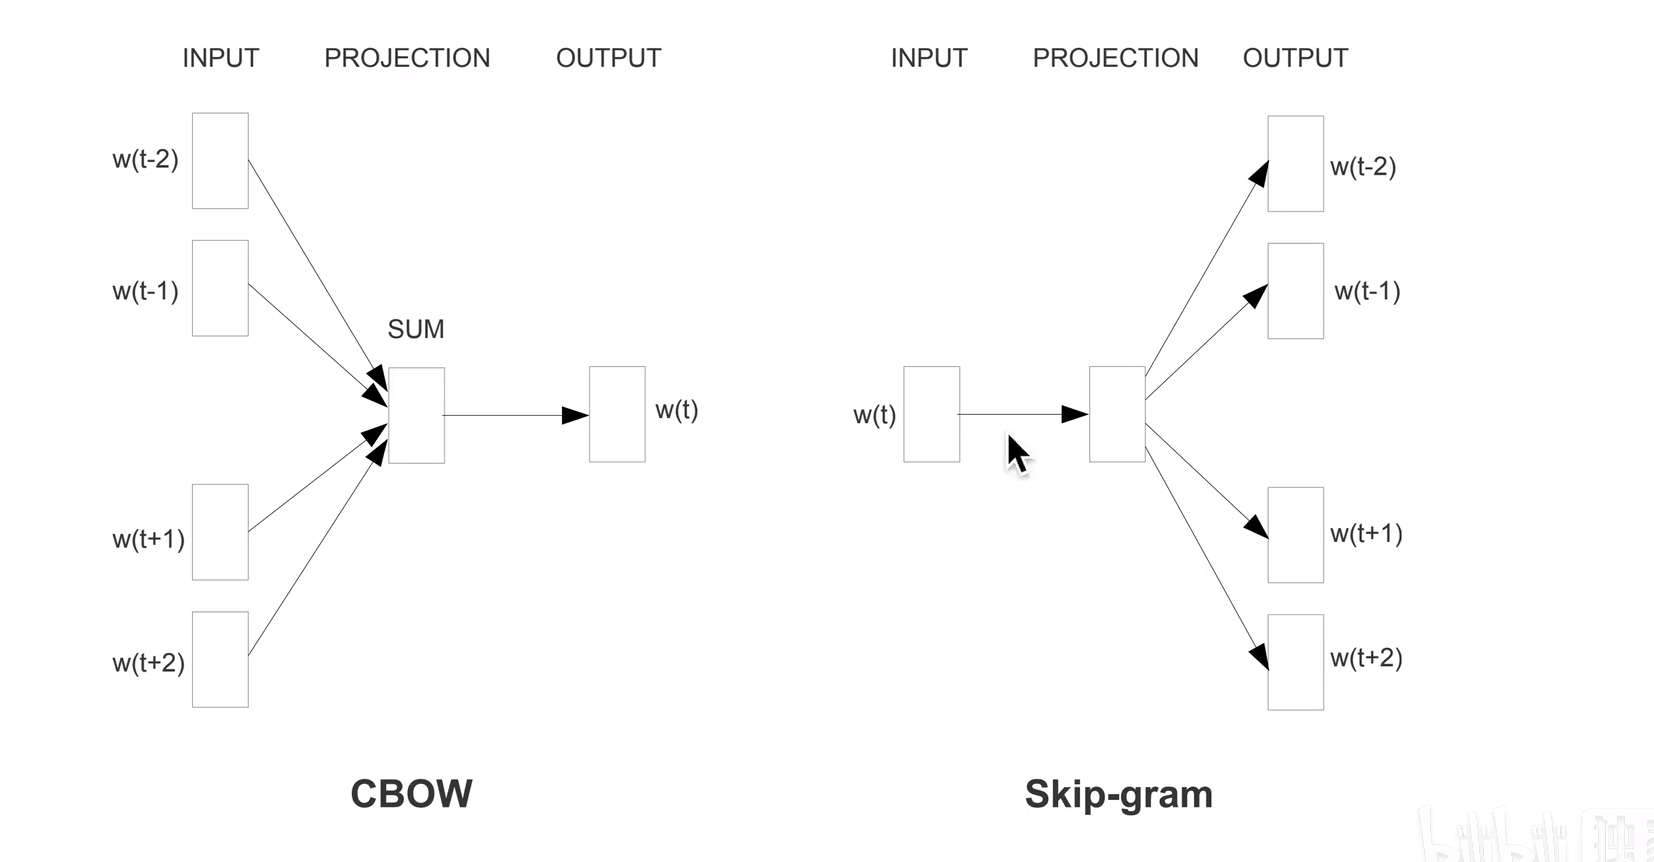 INPUT PROJECTION OUTPUT
w(t-2)
w(t-1)
SUM
w(t)
w(t+1)
w(t+2)
CBOW
INPUT PROJECTION OUTPUT
w(t-2)
w(t-1)
w(t)
w(t+1)
w(t+2)
Skip-gram
bilibili